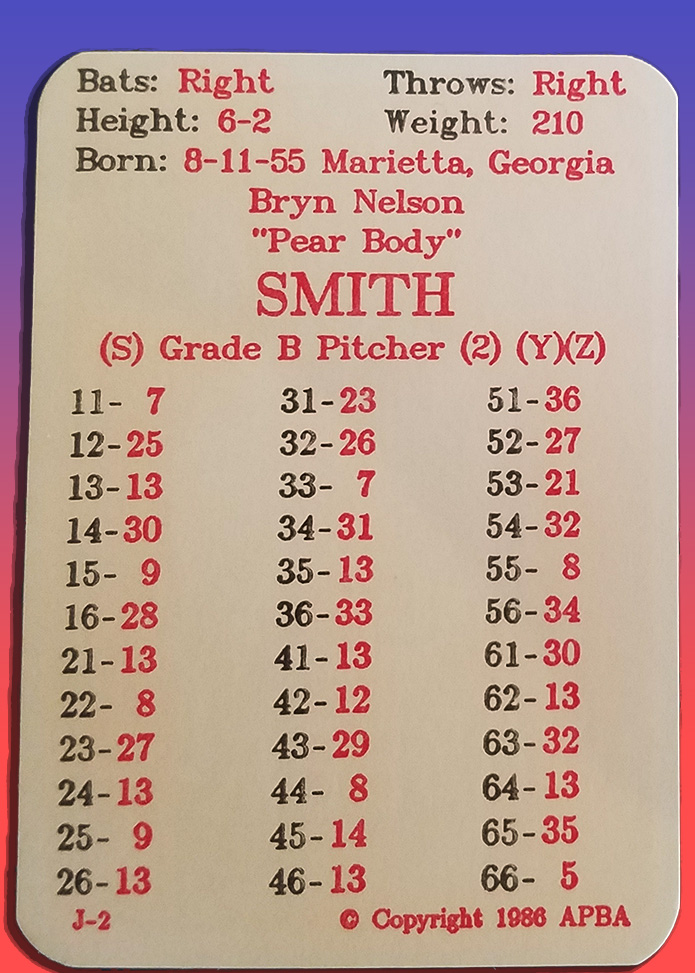 Bats: Right Throws: Right
Height: 6-2 Weight: 210
Born: 8-11-55 Marietta, Georgia
Bryn Nelson
"Pear Body"
SMITH
(S) Grade B Pitcher (2) (Y)(Z)
11- 7 31-23 51-36
12-25 32-26 52-27
13-13 33- 7 53-21
14-30 34-31 54-32
15- 9 35-13 55- 8
16-28 36-33 56-34
21-13 41-13 61-30
22- 8 42-12 62-13
23-27 43-29 63-32
24-13 44- 8 64-13
25- 9 45-14 65-35
26-13 46-13 66- 5
J-2 © Copyright 1986 APBA